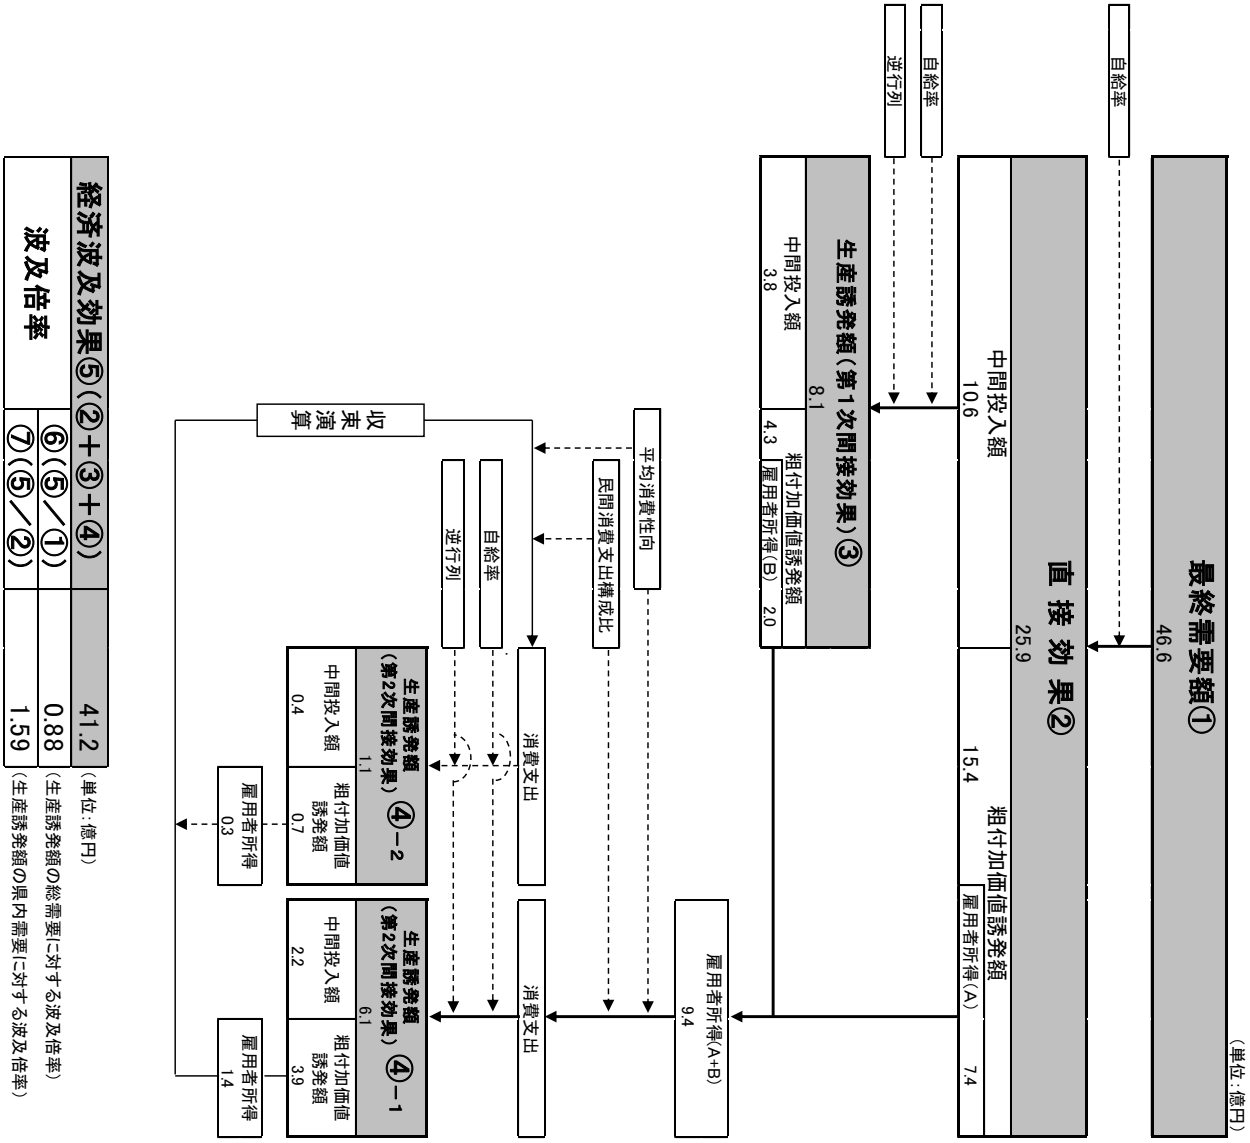 (単位:億円)
最終需要額①
46.6
自給率
直 接 効 果②
25.9
中間投入額
10.6
粗付加価値誘発額
15.4
雇用者所得(A)
7.4
自給率
逆行列
生産誘発額(第1次間接効果)③
8.1
中間投入額
3.8
粗付加価値誘発額
4.3
雇用者所得(B)
2.0
雇用者所得(A+B)
9.4
平均消費性向
民間消費支出構成比
消費支出
消費支出
自給率
逆行列
収束演算
生産誘発額
(第2次間接効果)
④-2
1.1
中間投入額
0.4
粗付加価値
誘発額
0.7
雇用者所得
0.3
生産誘発額
(第2次間接効果)
④-1
6.1
中間投入額
2.2
粗付加価値
誘発額
3.9
雇用者所得
1.4
経済波及効果⑤(②+③+④)
41.2
(単位:億円)
波及倍率
⑥(⑤/①)
0.88
(生産誘発額の総需要に対する波及倍率)
⑦(⑤/②)
1.59
(生産誘発額の県内需要に対する波及倍率)